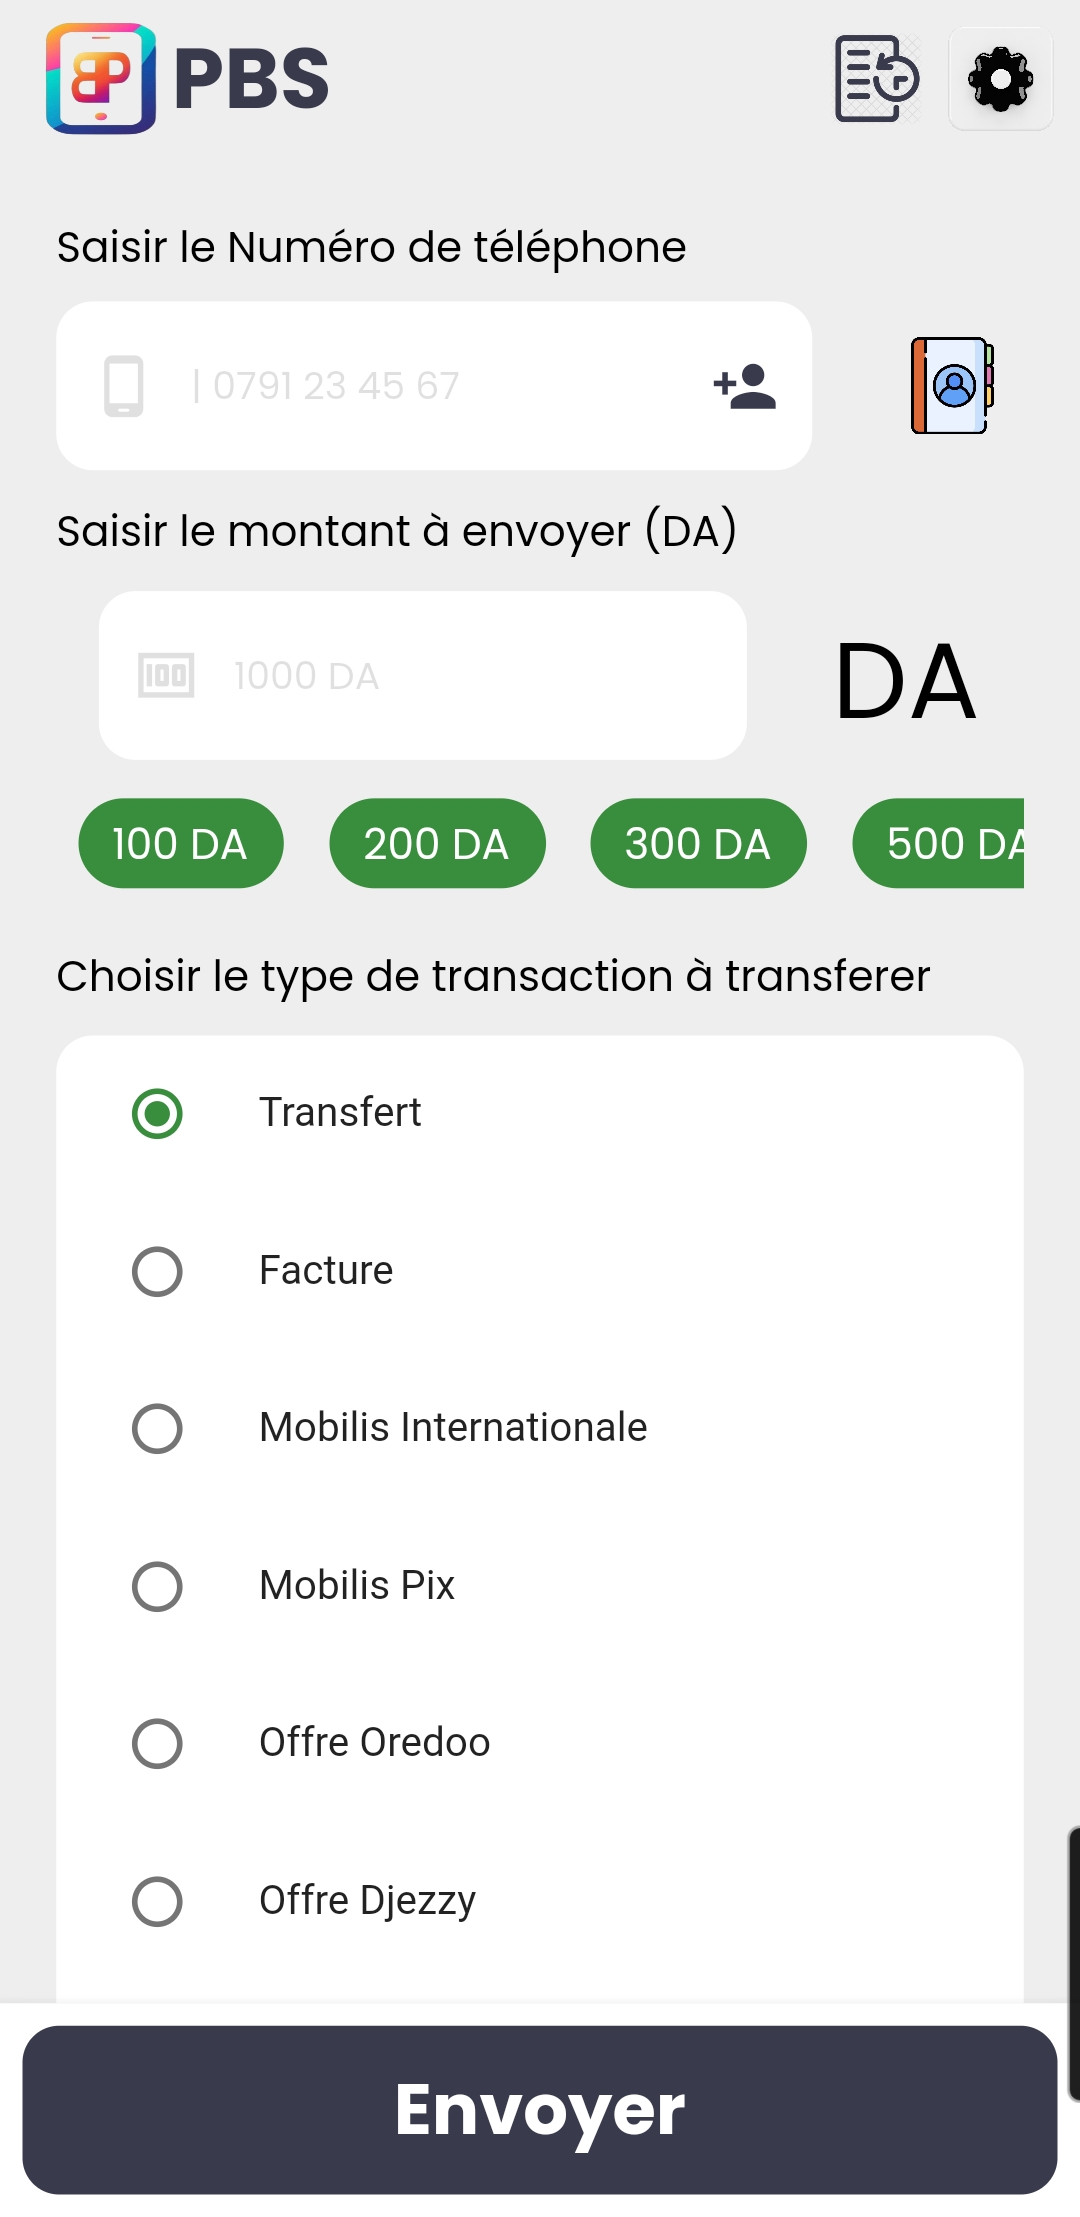 PBS
Saisir le Numéro de téléphone
| 0791 23 45 67
Saisir le montant à envoyer (DA)
100 1000 DA DA
100 DA 200 DA 300 DA 500 DA
Choisir le type de transaction à transferer
Transfert
Facture
Mobilis Internationale
Mobilis Pix
Offre Oredoo
Offre Djezzy
Envoyer